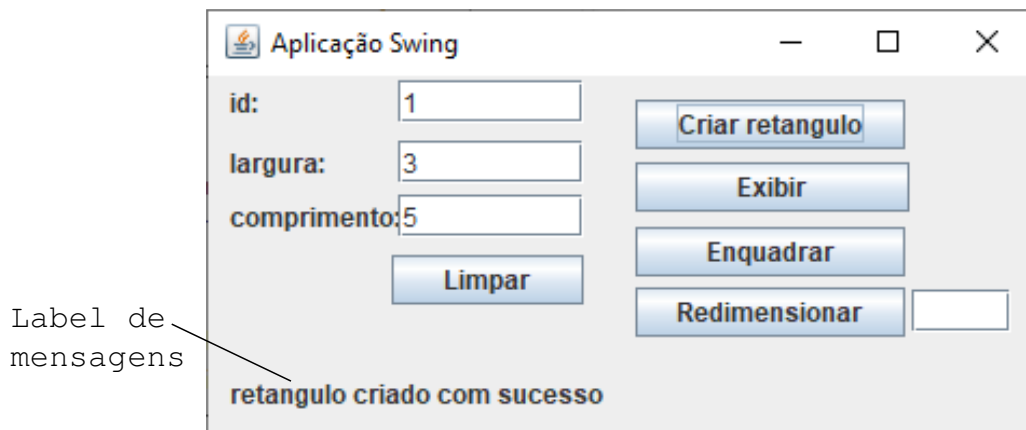 Aplicação Swing
id:
1
Criar retangulo
largura:
3
Exibir
comprimento:
5
Enquadrar
Limpar
Redimensionar
Label de
mensagens
retangulo criado com sucesso